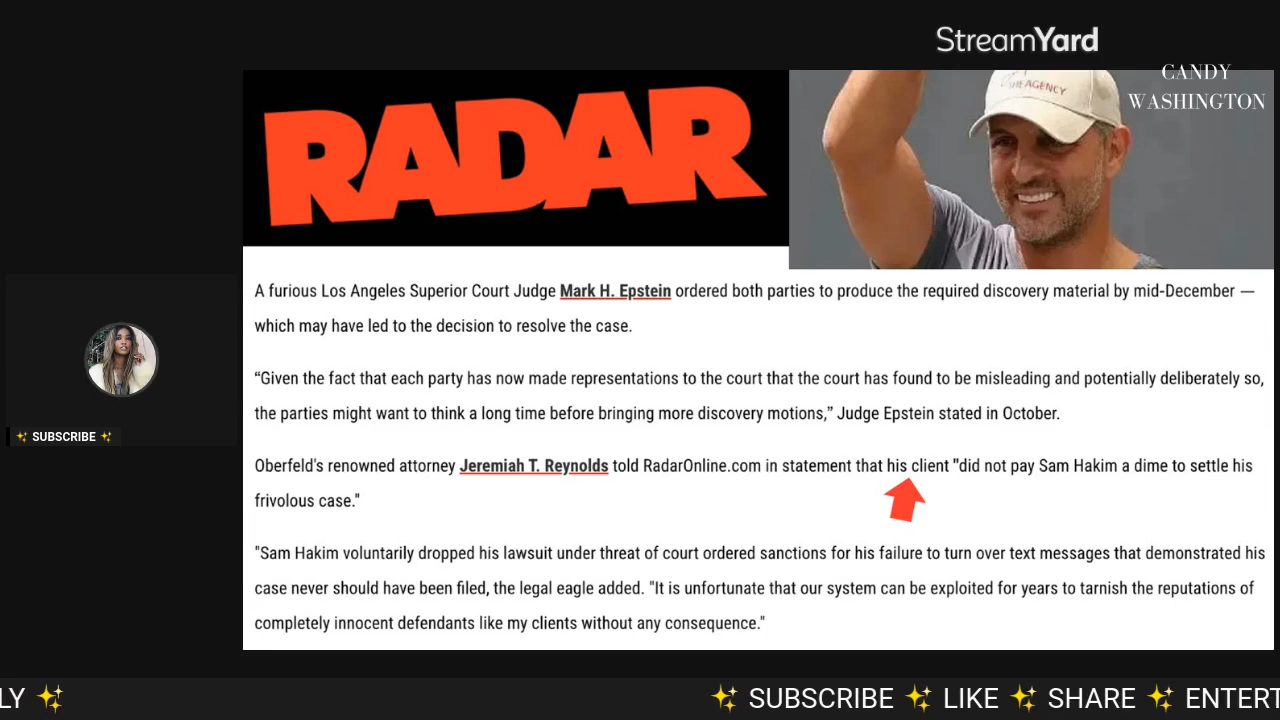 StreamYard
CANDY
WASHINGTON
RADAR
THE AGENCY
A furious Los Angeles Superior Court Judge Mark H. Epstein ordered both parties to produce the required discovery material by mid-December —
which may have led to the decision to resolve the case.
“Given the fact that each party has now made representations to the court that the court has found to be misleading and potentially deliberately so,
the parties might want to think a long time before bringing more discovery motions,” Judge Epstein stated in October.
Oberfeld's renowned attorney Jeremiah T. Reynolds told RadarOnline.com in statement that his client "did not pay Sam Hakim a dime to settle his
frivolous case."
"Sam Hakim voluntarily dropped his lawsuit under threat of court ordered sanctions for his failure to turn over text messages that demonstrated his
case never should have been filed, the legal eagle added. "It is unfortunate that our system can be exploited for years to tarnish the reputations of
completely innocent defendants like my clients without any consequence."
✨ SUBSCRIBE ✨
LY ✨ ✨ SUBSCRIBE ✨ LIKE ✨ SHARE ✨ ENTERT